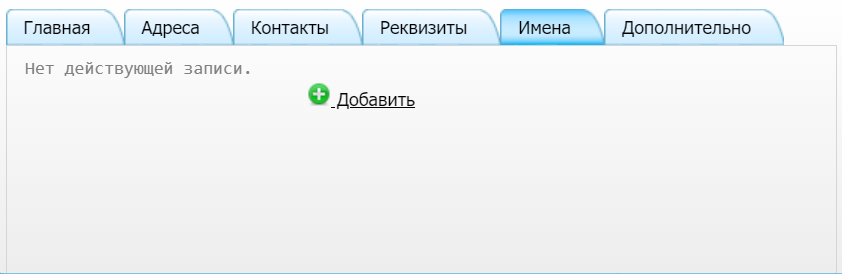 Главная Адреса Контакты Реквизиты Имена Дополнительно
Нет действующей записи.
Добавить